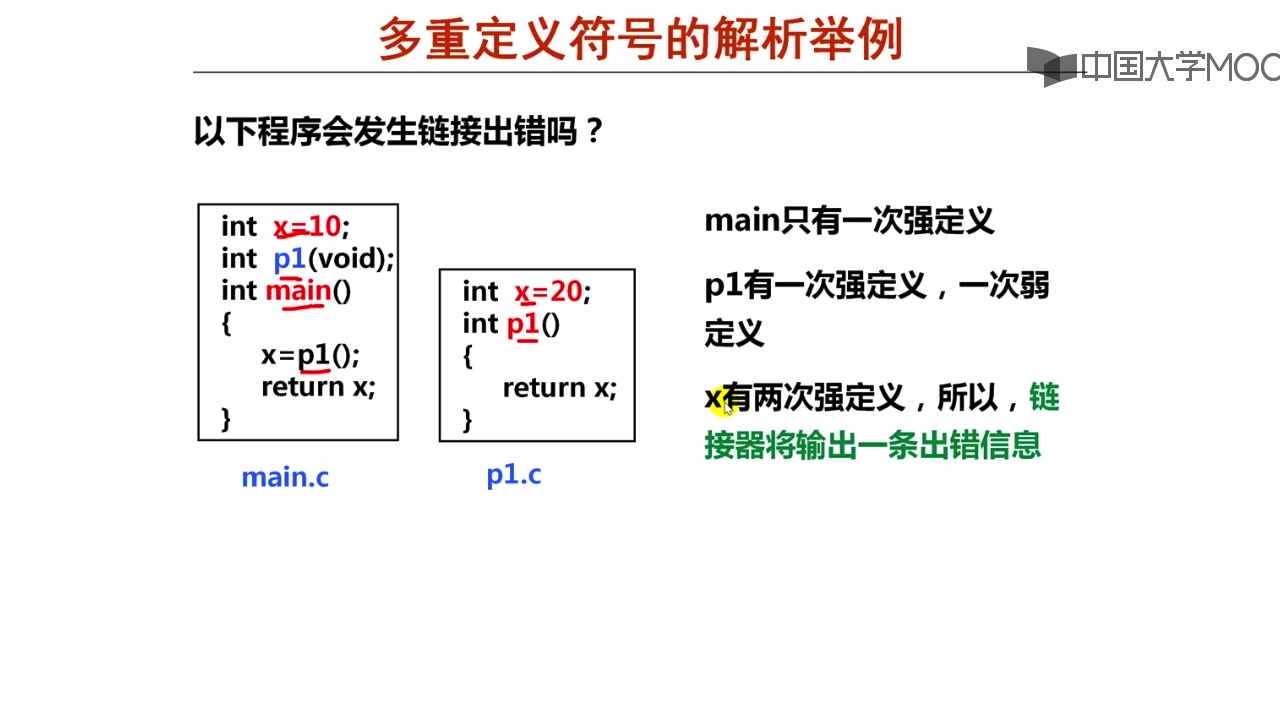 多重定义符号的解析举例
中国大学MOO
以下程序会发生链接出错吗？
int x=10;
int p1(void);
int main()
{
x=p1();
return x;
}
main.c
int x=20;
int p1()
{
return x;
}
p1.c
main只有一次强定义
p1有一次强定义，一次弱
定义
x有两次强定义，所以，链
接器将输出一条出错信息